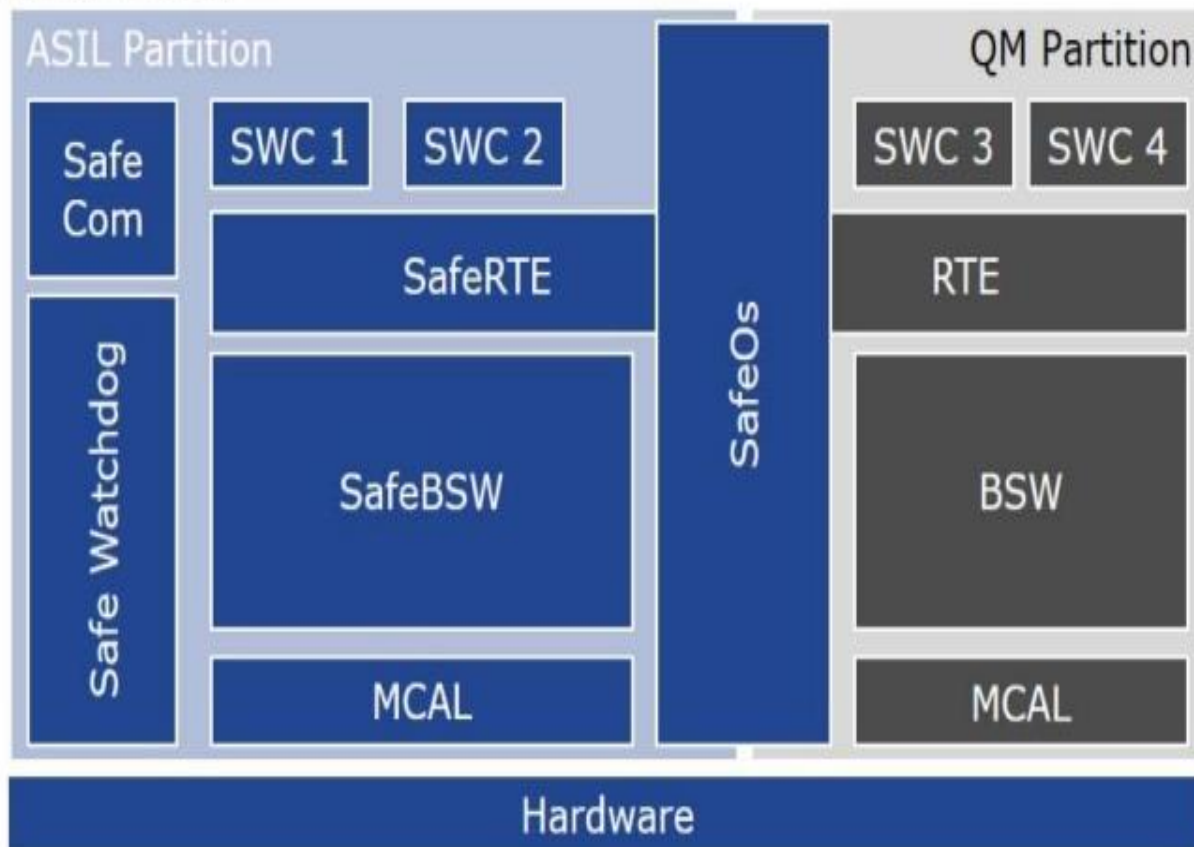 ASIL Partition
QM Partition
Safe
Com
SWC 1
SWC 2
SWC 3
SWC 4
SafeRTE
RTE
Safe Watchdog
SafeBSW
SafeOs
BSW
MCAL
MCAL
Hardware